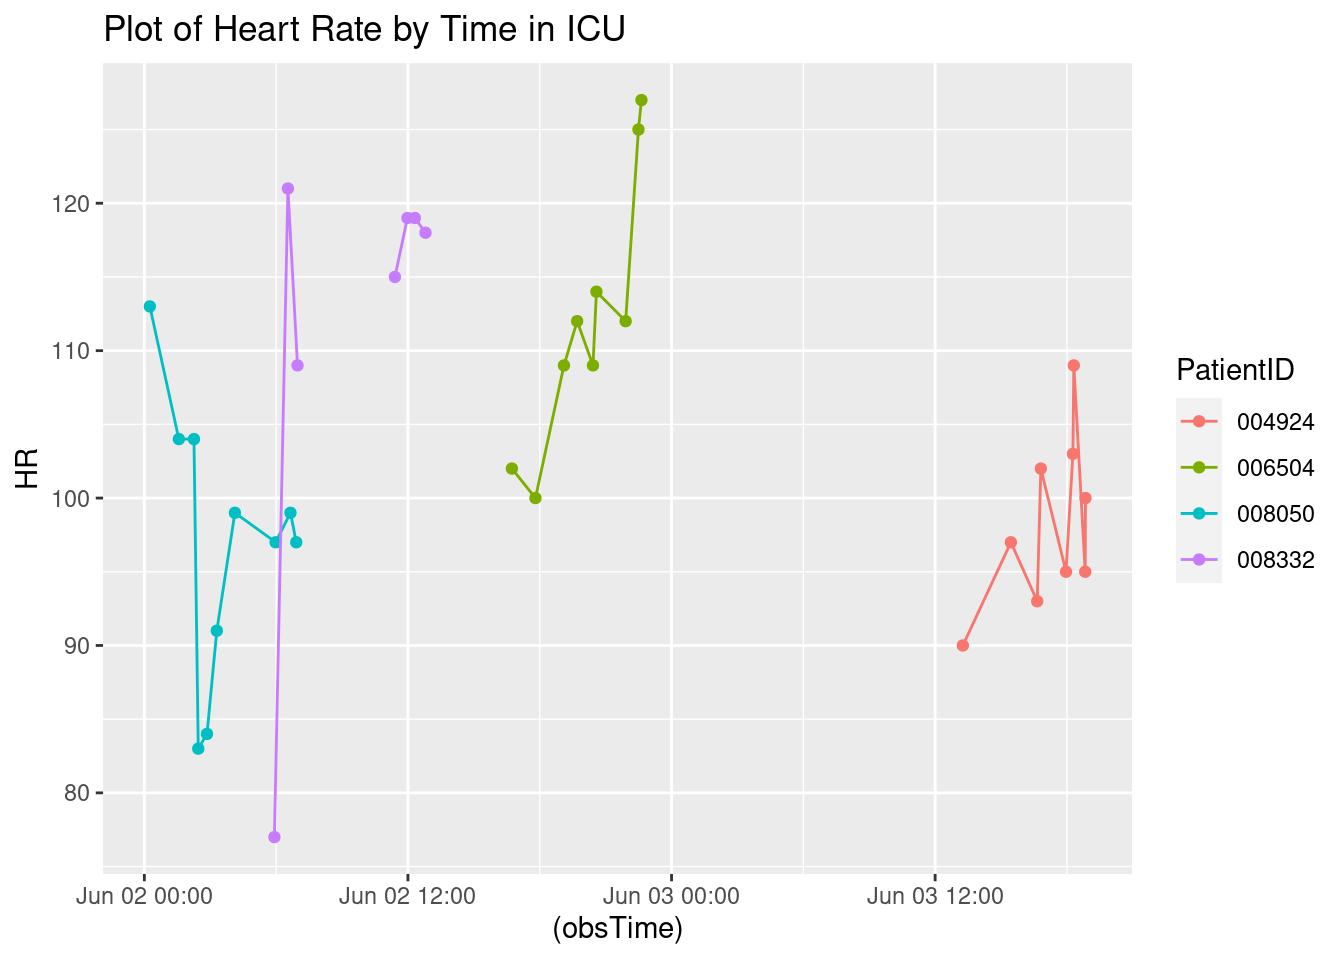 Plot of Heart Rate by Time in ICU
HR
120
110
100
90
80
Jun 02 00:00
Jun 02 12:00
Jun 03 00:00
Jun 03 12:00
(obsTime)
PatientID
004924
006504
008050
008332